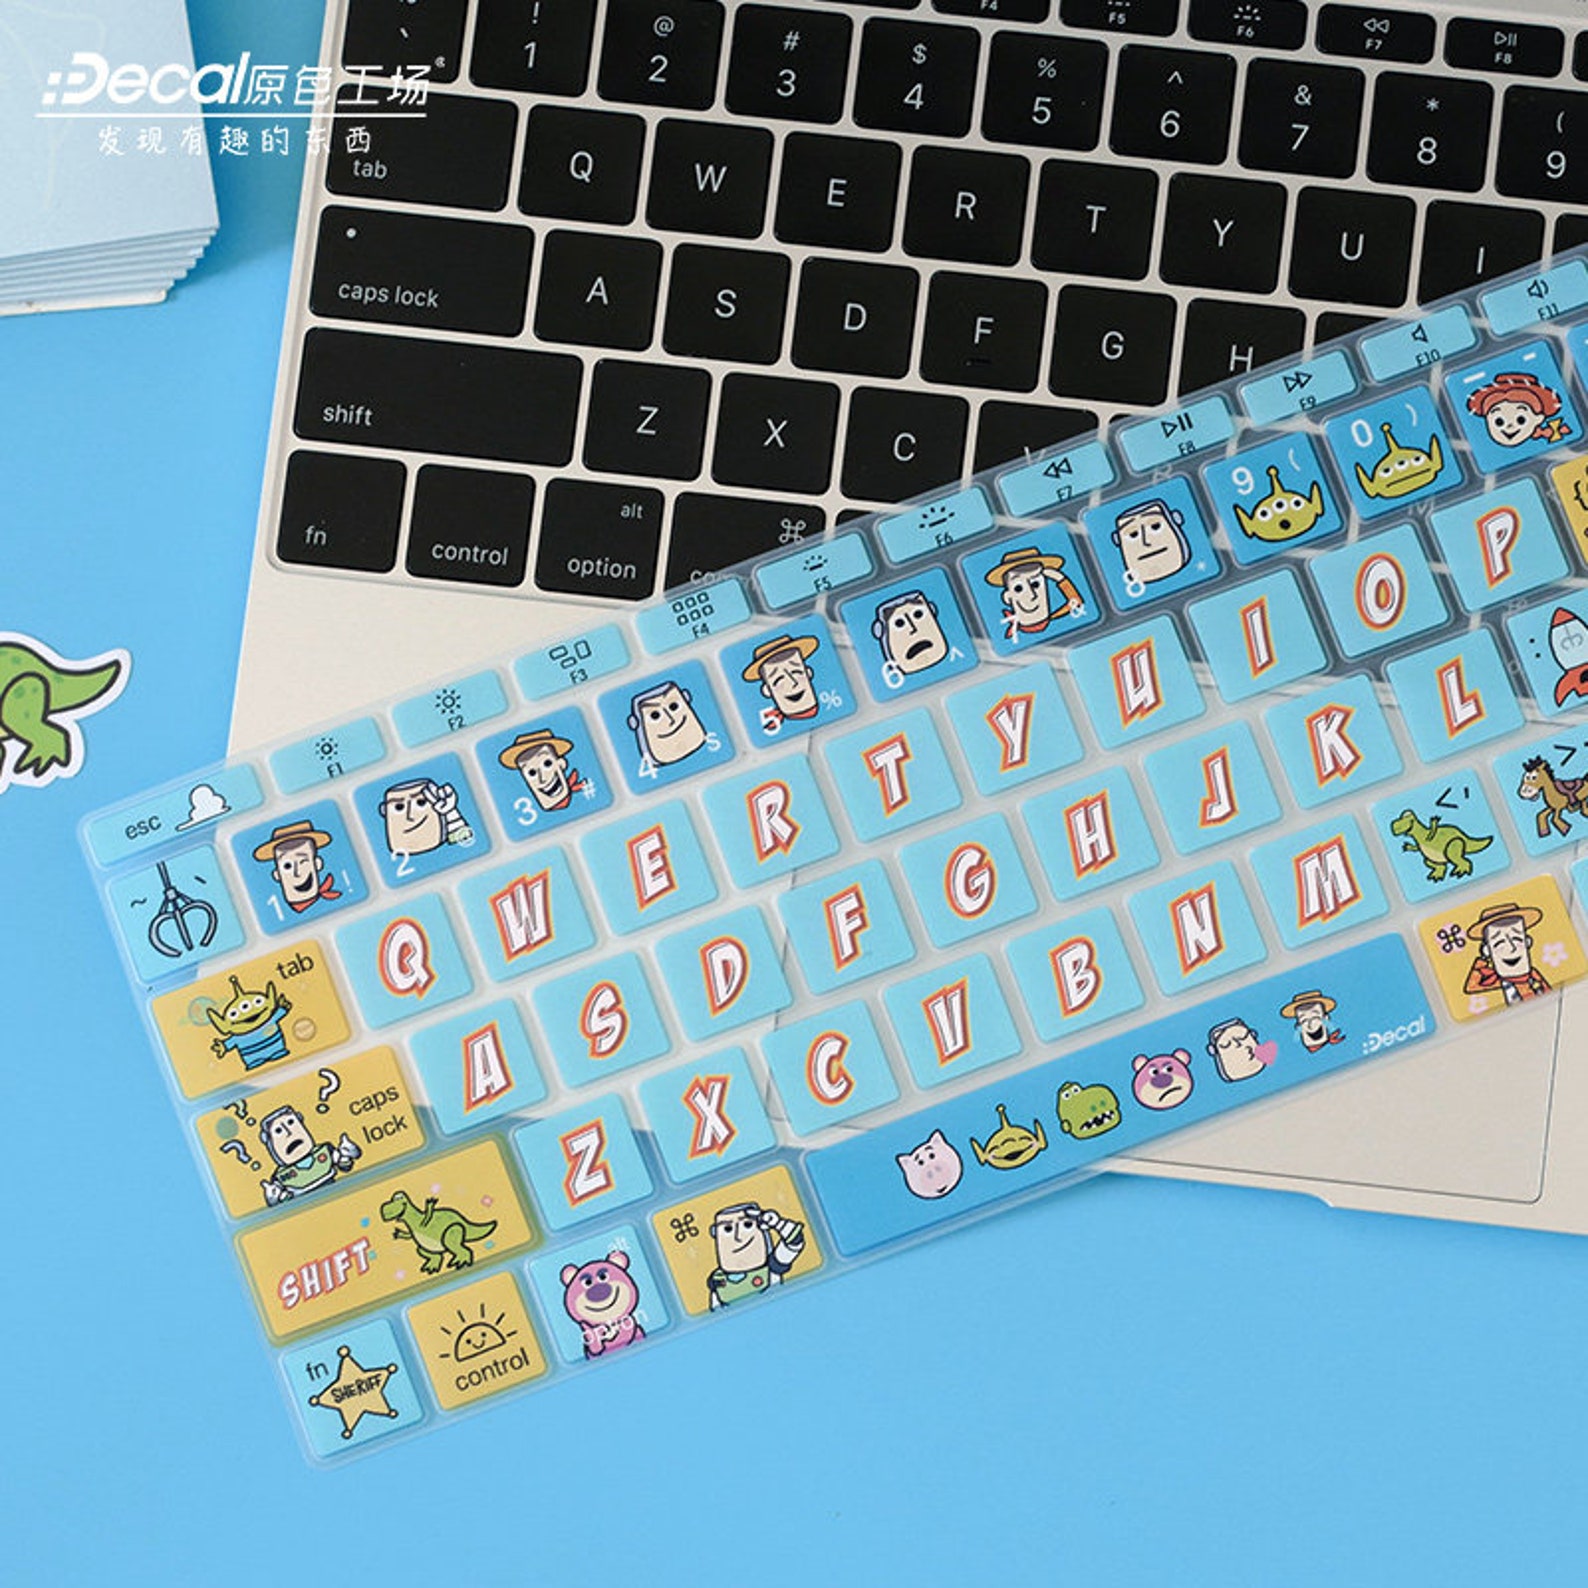 Decal原色工场®
发现有趣的东西
F4 F5 F6 F7 F8
` ! 1 @ 2 # 3 $ 4 % 5 ^ 6 & 7 * 8 ( 9
tab Q W E R T Y U I
caps lock A S D F G H
shift Z X C V
fn control alt option ⌘
esc F1 F2 F3 F4 F5 F6 F7 F8 F9 F10 F11
~ ` 1 ! 2 @ 3 # 4 $ 5 % 6 ^ 7 & 8 * 9 ( 0 )
tab Q W E R T Y U I O P
caps lock A S D F G H J K L
SHIFT Z X C V B N M < , >
fn SHERIFF control alt option ⌘ Decal ⌘